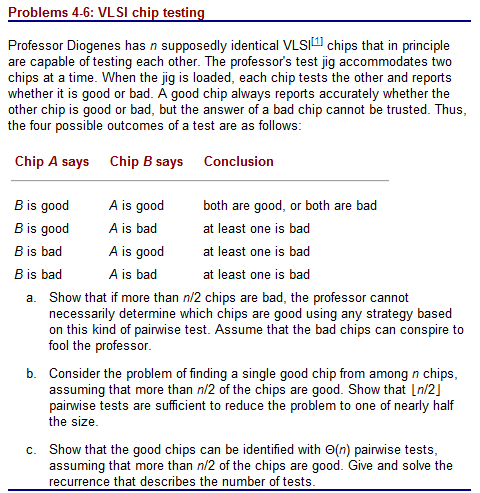 Problems 4-6: VLSI chip testing
Professor Diogenes has n supposedly identical VLSI[1] chips that in principle
are capable of testing each other. The professor's test jig accommodates two
chips at a time. When the jig is loaded, each chip tests the other and reports
whether it is good or bad. A good chip always reports accurately whether the
other chip is good or bad, but the answer of a bad chip cannot be trusted. Thus,
the four possible outcomes of a test are as follows:
Chip A says Chip B says Conclusion
B is good A is good both are good, or both are bad
B is good A is bad at least one is bad
B is bad A is good at least one is bad
B is bad A is bad at least one is bad
a. Show that if more than n/2 chips are bad, the professor cannot
necessarily determine which chips are good using any strategy based
on this kind of pairwise test. Assume that the bad chips can conspire to
fool the professor.
b. Consider the problem of finding a single good chip from among n chips,
assuming that more than n/2 of the chips are good. Show that ⌊n/2⌋
pairwise tests are sufficient to reduce the problem to one of nearly half
the size.
c. Show that the good chips can be identified with Θ(n) pairwise tests,
assuming that more than n/2 of the chips are good. Give and solve the
recurrence that describes the number of tests.